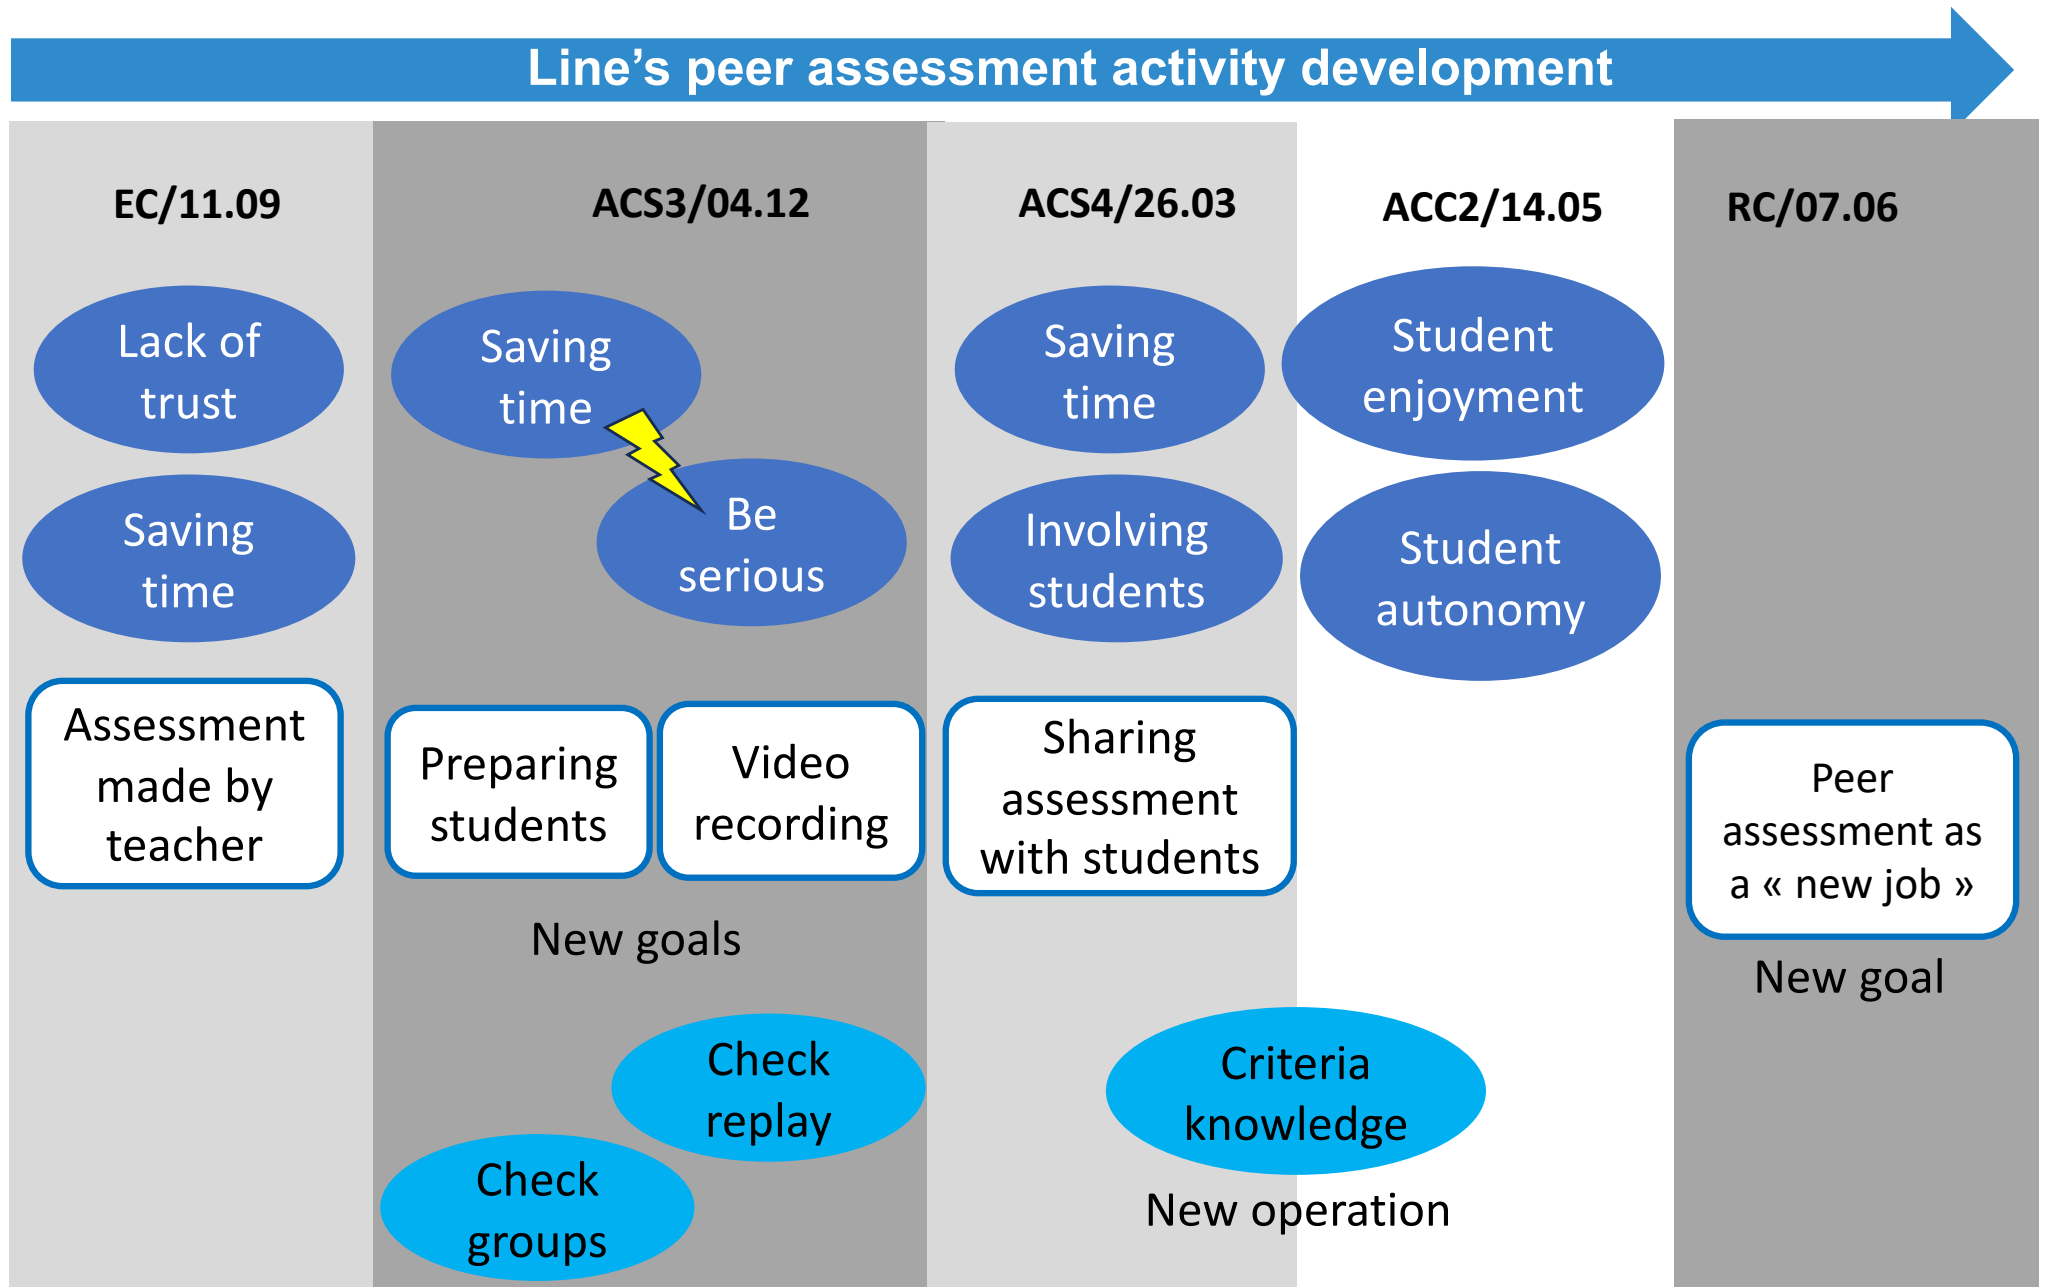 Line’s peer assessment activity development
EC/11.09
ACS3/04.12
ACS4/26.03
ACC2/14.05
RC/07.06
Lack of
trust
Saving
time
Assessment
made by
teacher
Saving
time
Be
serious
Preparing
students
Video
recording
New goals
Check
replay
Check
groups
Saving
time
Involving
students
Sharing
assessment
with students
Student
enjoyment
Student
autonomy
Criteria
knowledge
New operation
Peer
assessment as
a « new job »
New goal